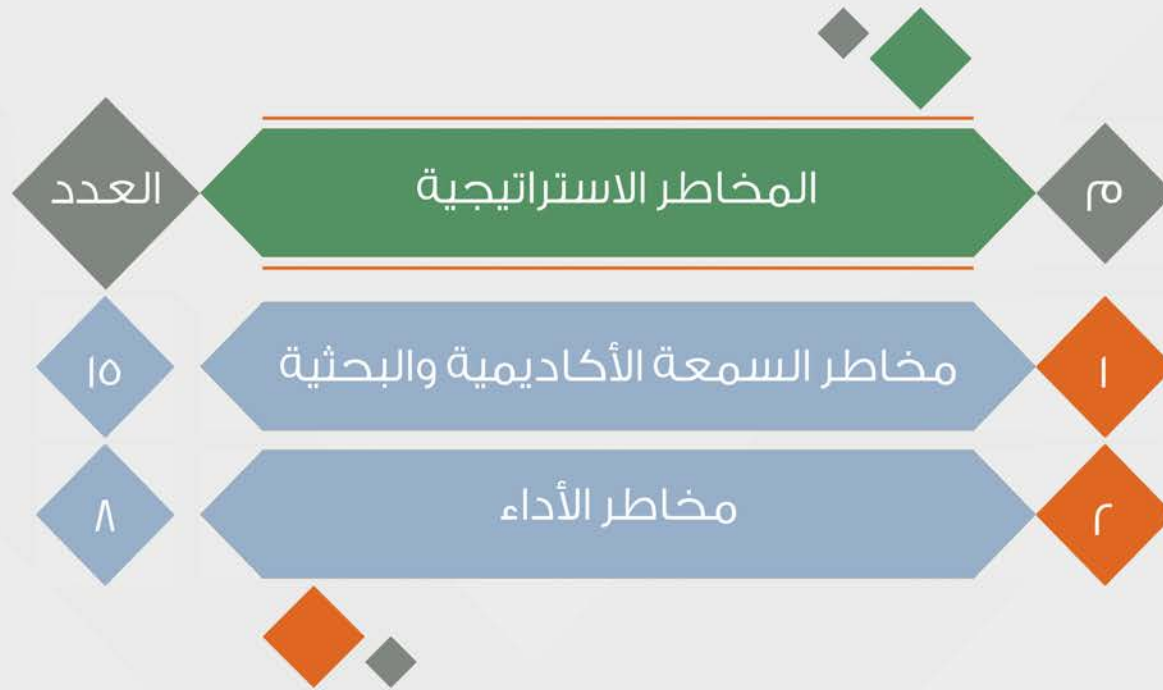 م المخاطر الاستراتيجية العدد
١ مخاطر السمعة الأكاديمية والبحثية ١٥
٢ مخاطر الأداء ٨